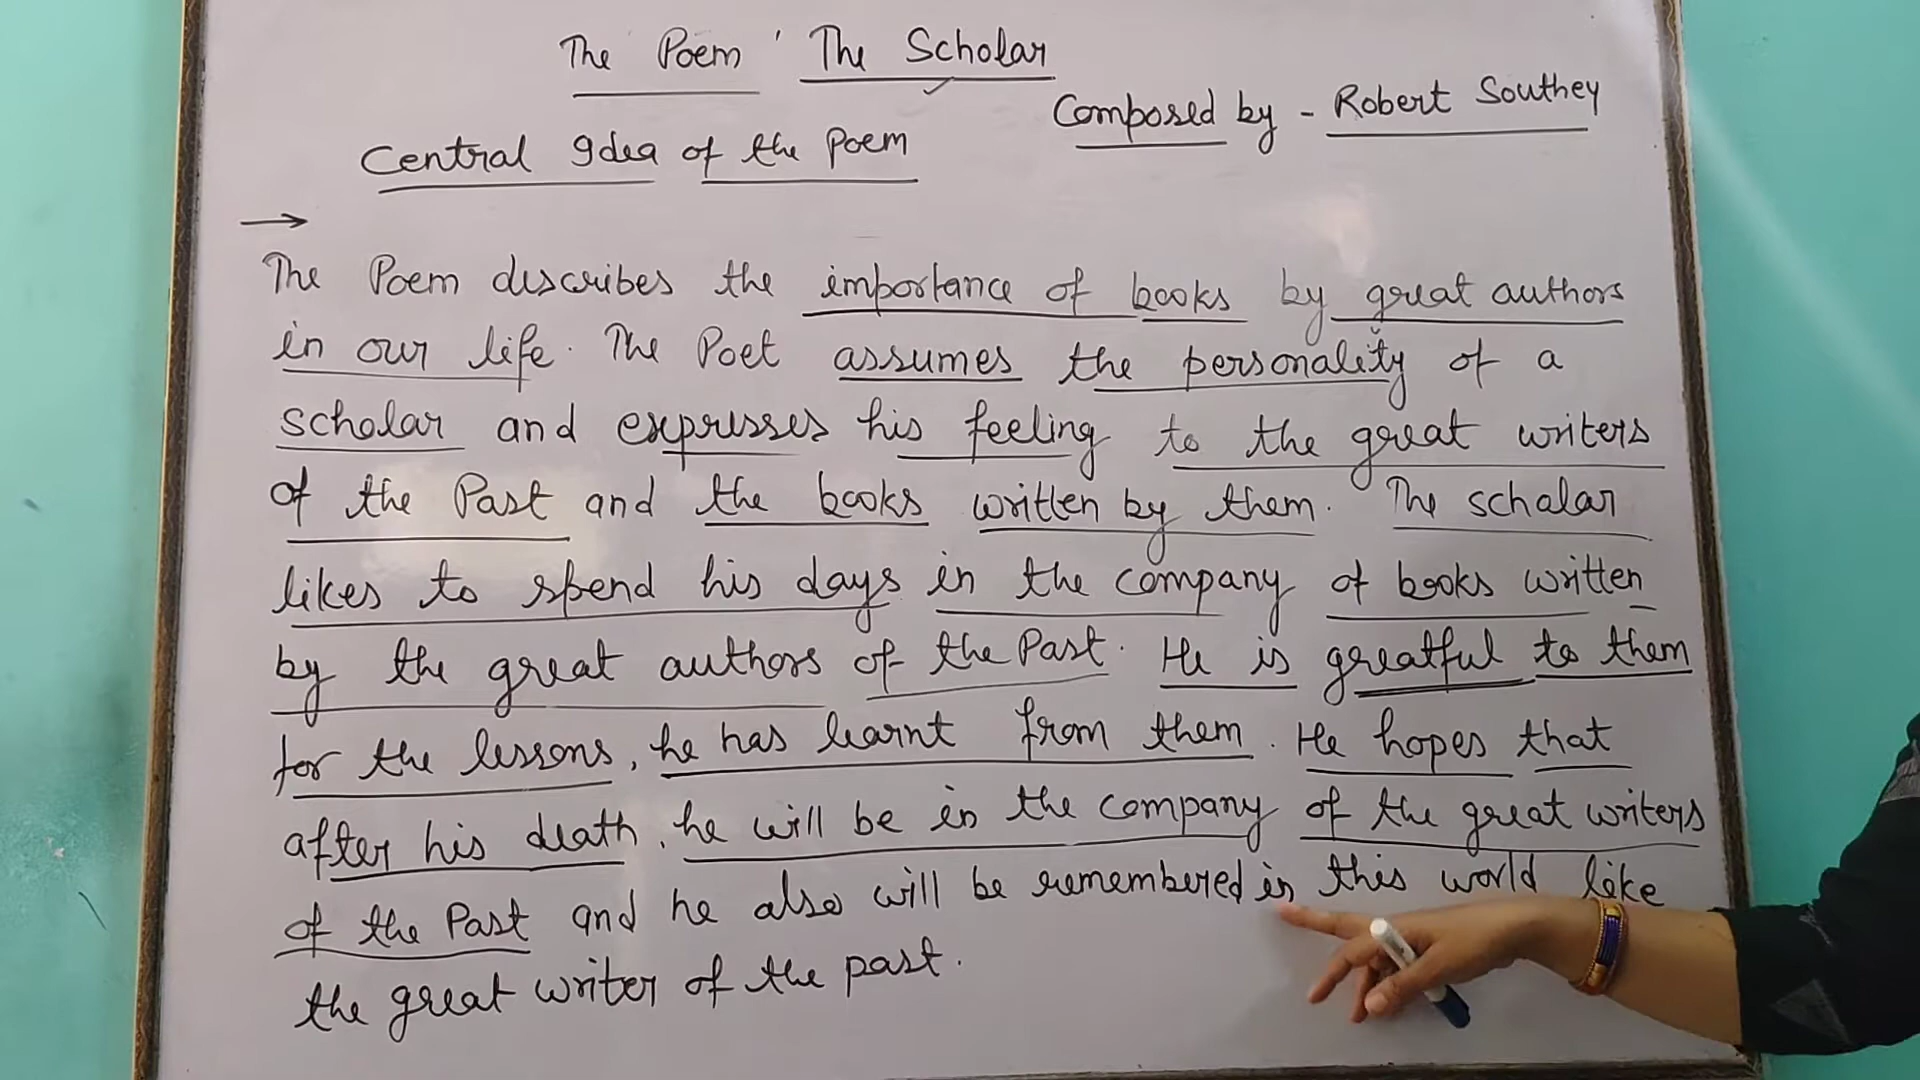 The Poem ' The Scholar
Composed by - Robert Southey
Central Idea of the Poem
→
The Poem describes the importance of books by great authors
in our life. The Poet assumes the personality of a
scholar and expresses his feeling to the great writers
of the Past and the books written by them. The schalar
likes to spend his days in the company of books written
by the great authors of the Past. He is greatful to them
for the lessons, he has learnt from them. He hopes that
after his death, he will be in the company of the great writers
of the Past and he also will be remembered in this world like
the great writer of the past.